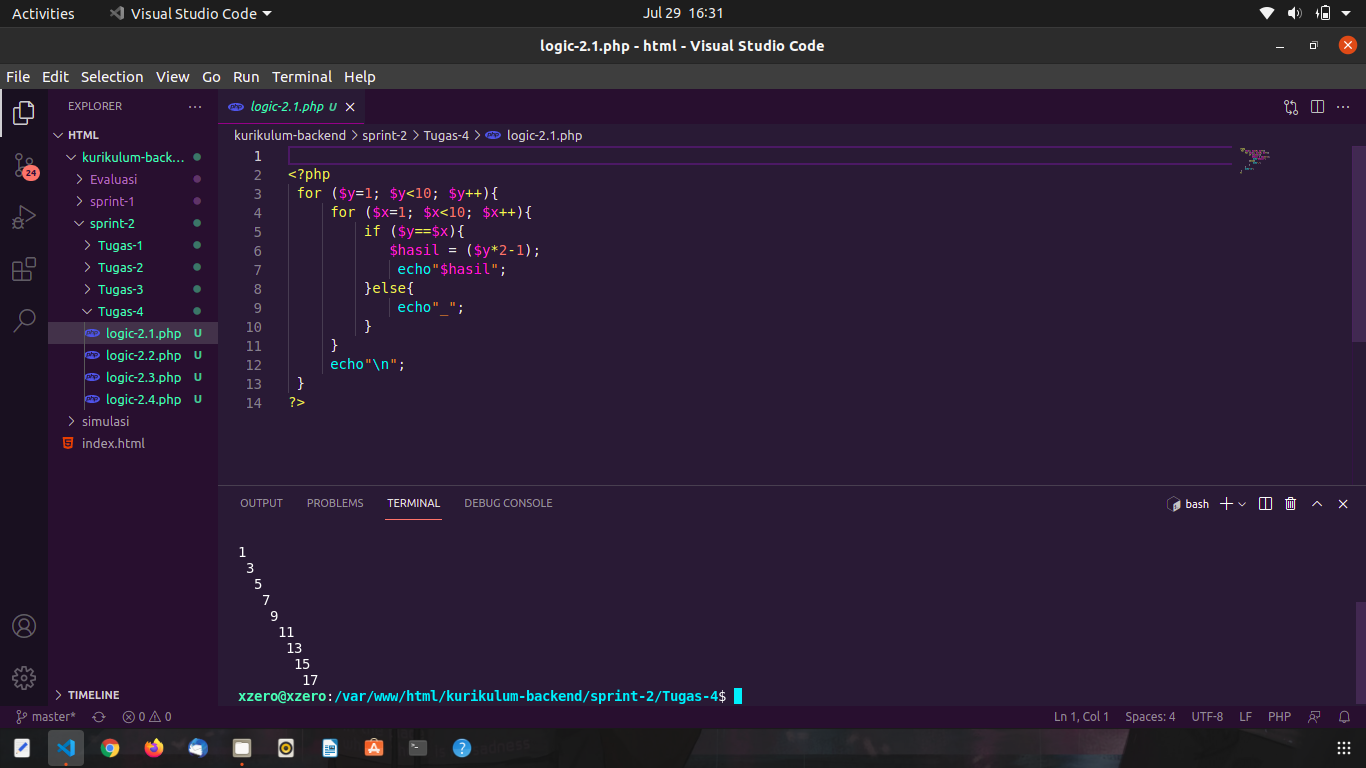 Activities Visual Studio Code Jul 29 16:31
logic-2.1.php - html - Visual Studio Code
File Edit Selection View Go Run Terminal Help
EXPLORER
HTML
kurikulum-back...
24
Evaluasi
sprint-1
sprint-2
Tugas-1
Tugas-2
Tugas-3
Tugas-4
logic-2.1.php U
logic-2.2.php U
logic-2.3.php U
logic-2.4.php U
simulasi
index.html
TIMELINE
logic-2.1.php U
kurikulum-backend > sprint-2 > Tugas-4 > logic-2.1.php
1
2 <?php
3 for ($y=1; $y<10; $y++){
4 for ($x=1; $x<10; $x++){
5 if ($y==$x){
6 $hasil = ($y*2-1);
7 echo"$hasil";
8 }else{
9 echo"_";
10 }
11 }
12 echo"\n";
13 }
14 ?>
OUTPUT PROBLEMS TERMINAL DEBUG CONSOLE bash
1
3
5
7
9
11
13
15
17
xzero@xzero:/var/www/html/kurikulum-backend/sprint-2/Tugas-4$
master* 0 0 Ln 1, Col 1 Spaces: 4 UTF-8 LF PHP